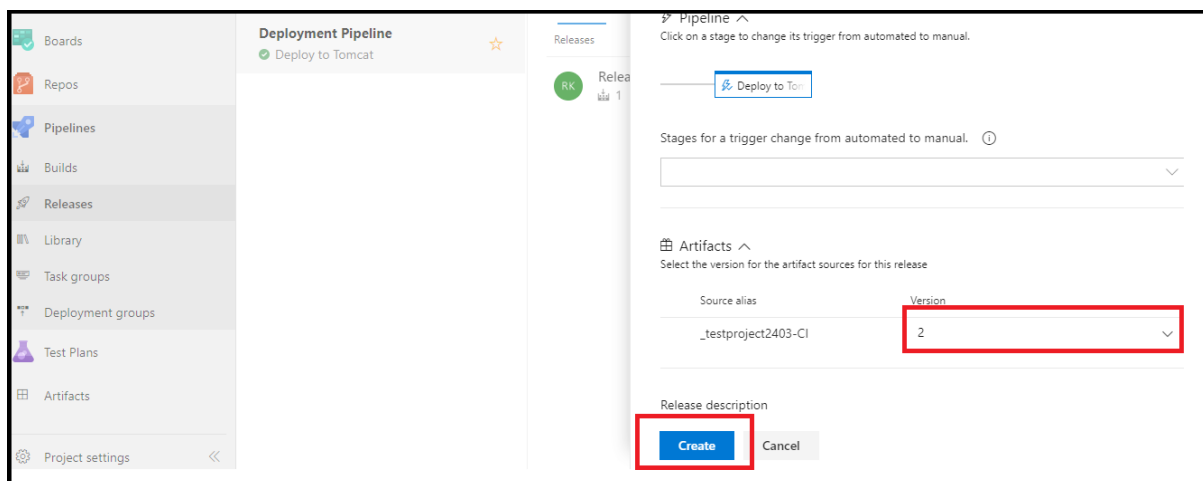 Boards
Repos
Pipelines
Builds
Releases
Library
Task groups
Deployment groups
Test Plans
Artifacts
Project settings
Deployment Pipeline
Deploy to Tomcat
Releases
RK
Relea
1
Pipeline
Click on a stage to change its trigger from automated to manual.
Deploy to Tom
Stages for a trigger change from automated to manual.
Artifacts
Select the version for the artifact sources for this release
Source alias Version
_testproject2403-CI 2
Release description
Create Cancel